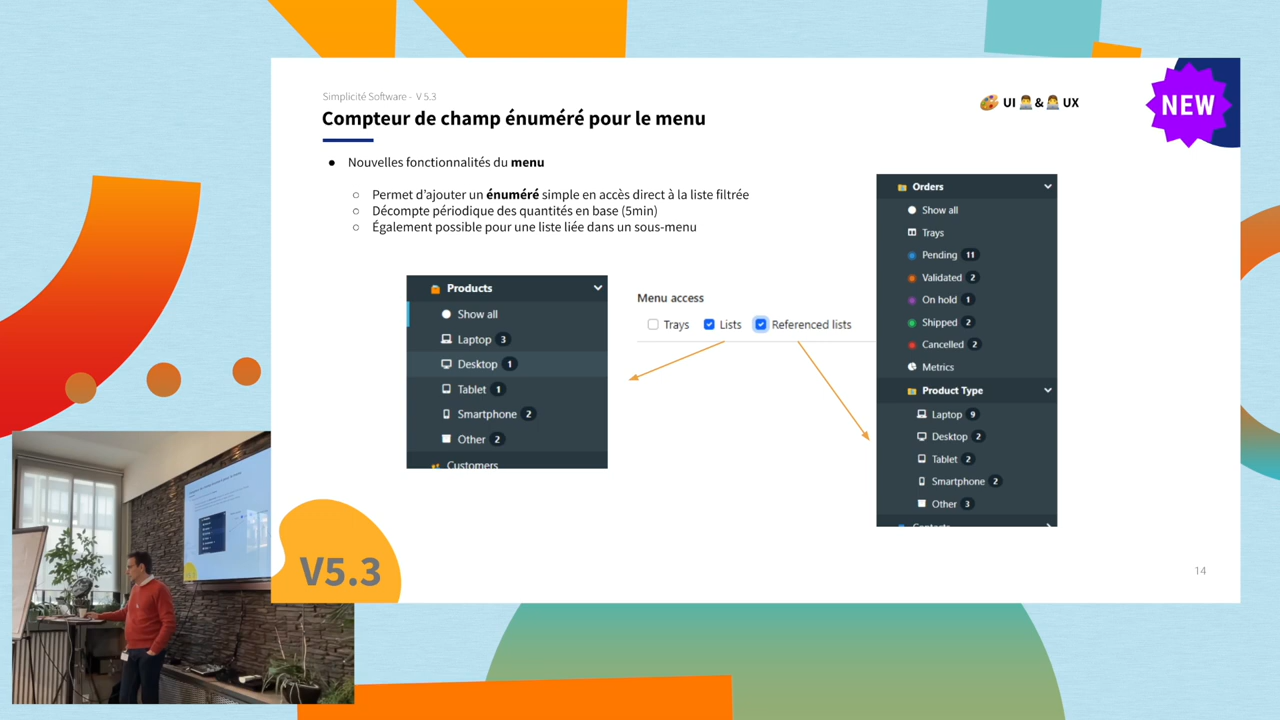 Simplicité Software - V 5.3
Compteur de champ énuméré pour le menu
UI & UX
NEW
Nouvelles fonctionnalités du menu
Permet d'ajouter un énuméré simple en accès direct à la liste filtrée
Décompte périodique des quantités en base (5min)
Également possible pour une liste liée dans un sous-menu
Products
Show all
Laptop 3
Desktop 1
Tablet 1
Smartphone 2
Other 2
Customers
Menu access
Trays Lists Referenced lists
Orders
Show all
Trays
Pending 11
Validated 2
On hold 1
Shipped 2
Cancelled 2
Metrics
Product Type
Laptop 9
Desktop 2
Tablet 2
Smartphone 2
Other 3
V5.3
14